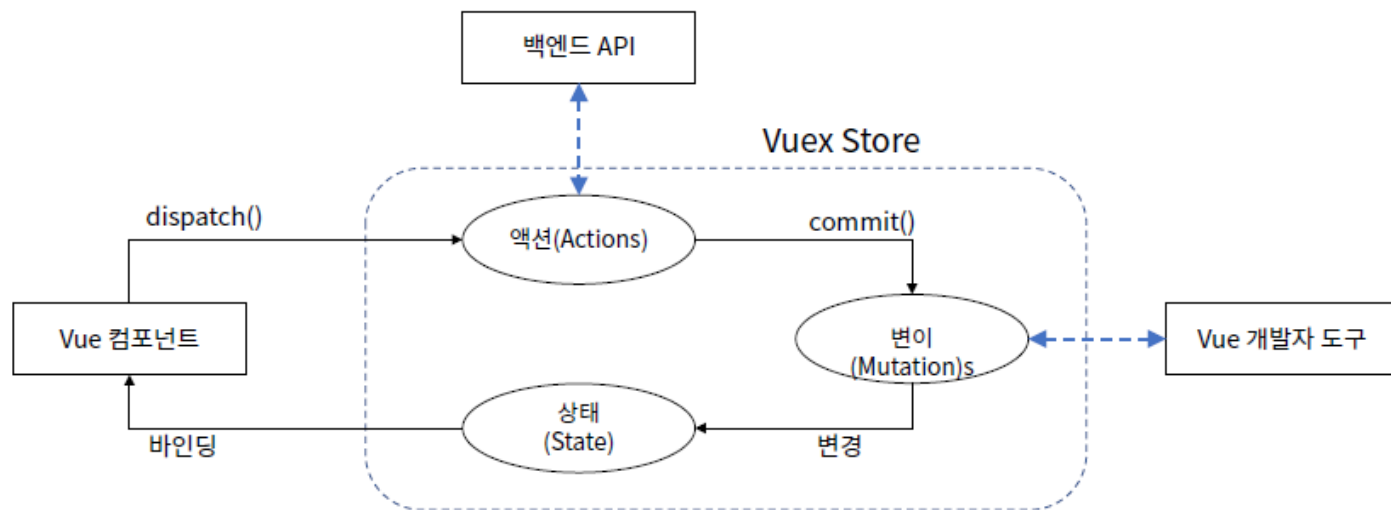 백엔드 API
Vuex Store
dispatch()
액션(Actions)
commit()
Vue 컴포넌트
변이
(Mutation)s
Vue 개발자 도구
상태
(State)
바인딩
변경